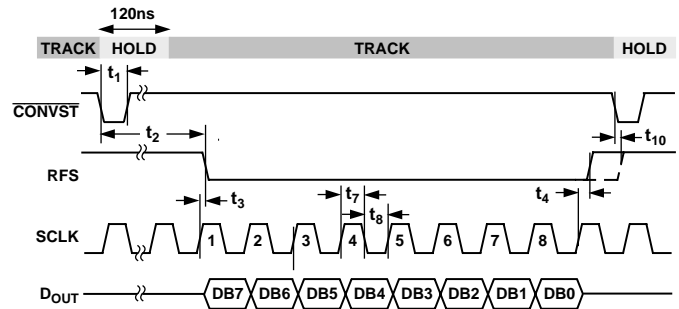 120ns
TRACK HOLD TRACK HOLD
t1
CONVST
t2 t10
RFS
t3 t7 t8 t4
SCLK 1 2 3 4 5 6 7 8
DOUT DB7 DB6 DB5 DB4 DB3 DB2 DB1 DB0